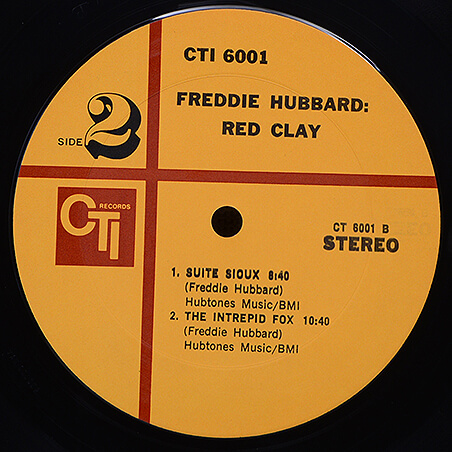 CTI 6001
FREDDIE HUBBARD:
RED CLAY
SIDE 2
CTI RECORDS
CT 6001 B
STEREO
1. SUITE SIOUX 8:40
(Freddie Hubbard)
Hubtones Music/BMI
2. THE INTREPID FOX 10:40
(Freddie Hubbard)
Hubtones Music/BMI